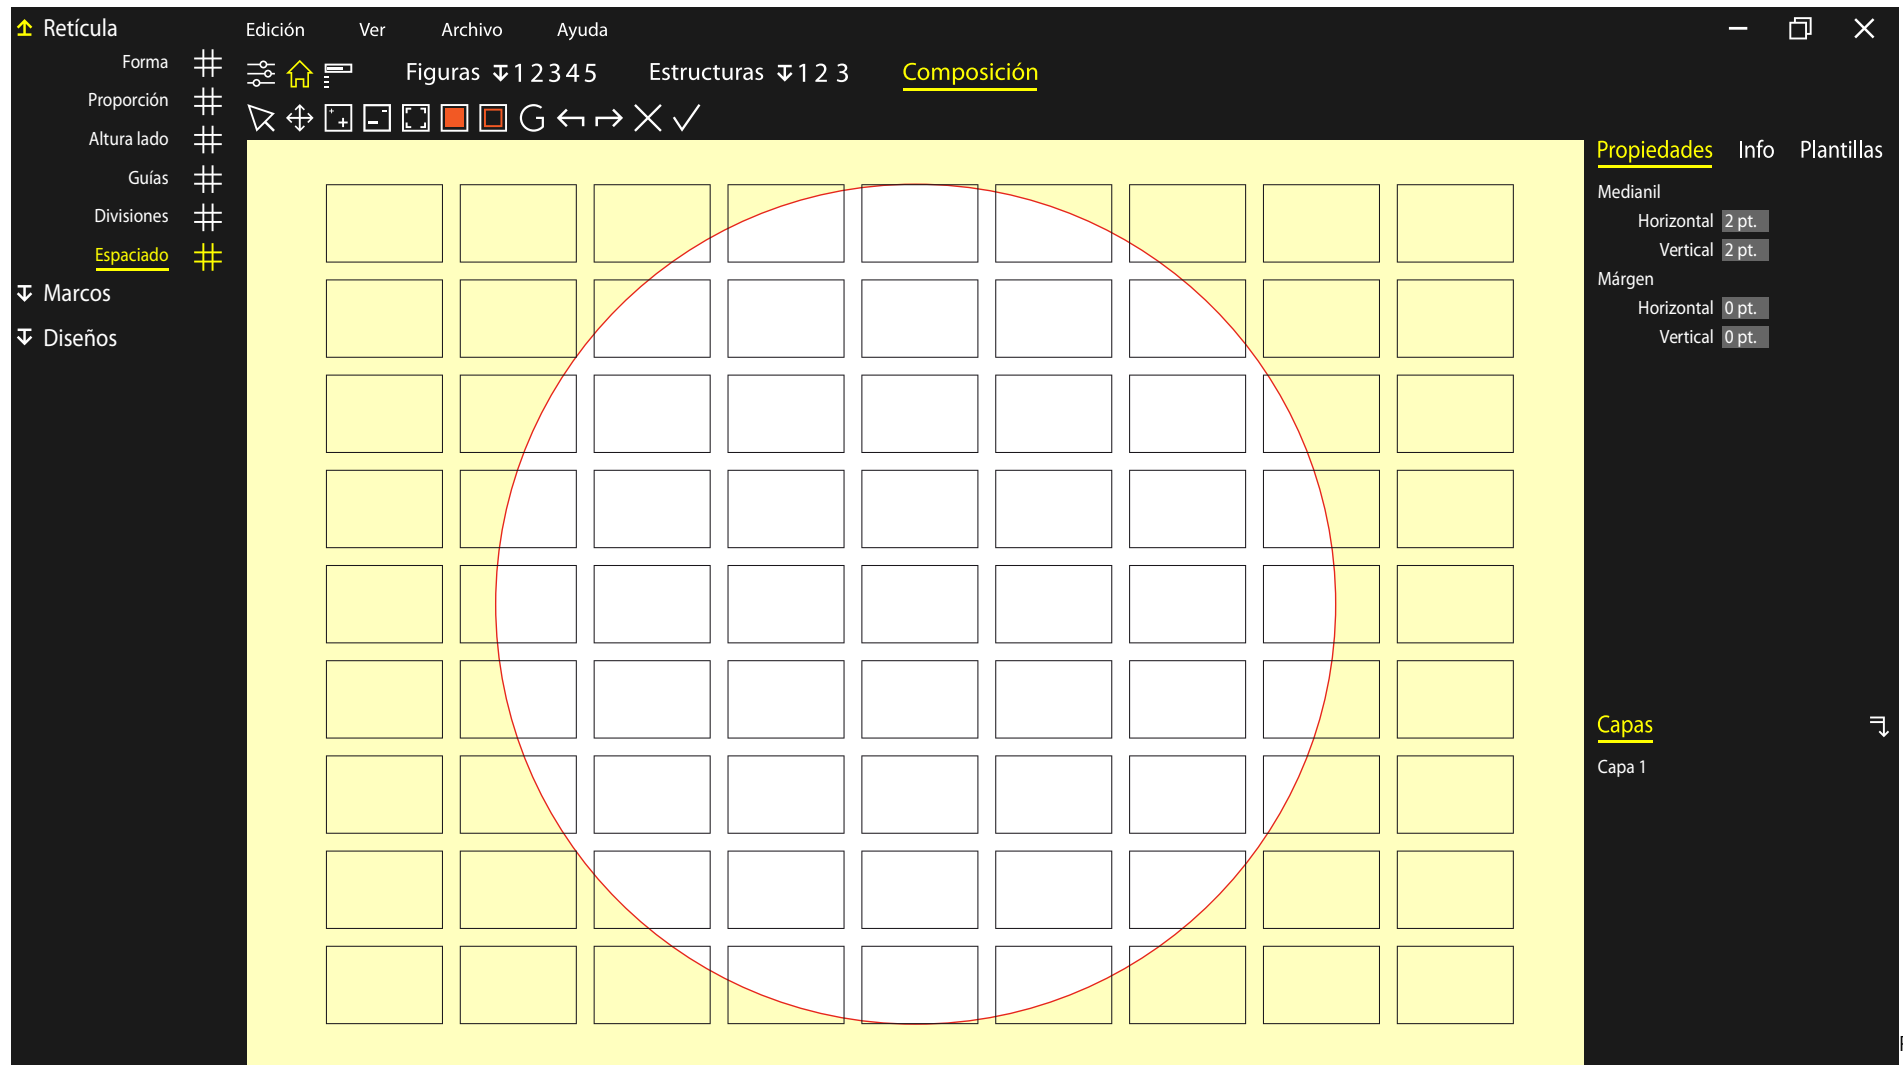 Retícula
Forma
Proporción
Altura lado
Guías
Divisiones
Espaciado
Marcos
Diseños
Edición Ver Archivo Ayuda
Figuras 1 2 3 4 5 Estructuras 1 2 3 Composición
Propiedades Info Plantillas
Medianil
Horizontal 2 pt.
Vertical 2 pt.
Márgen
Horizontal 0 pt.
Vertical 0 pt.
Capas
Capa 1